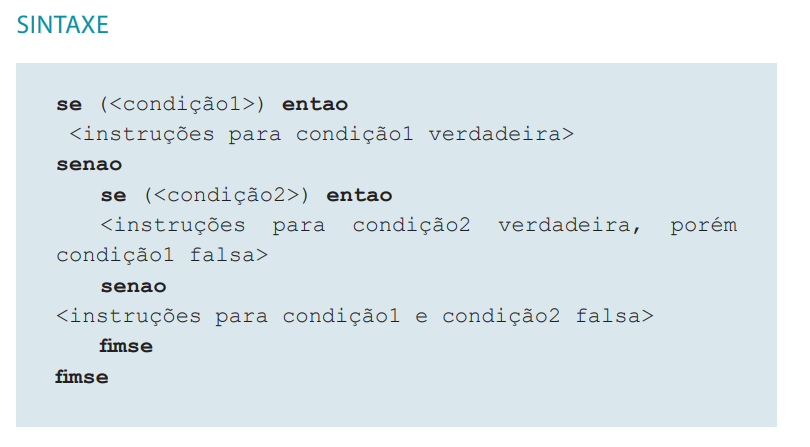 SINTAXE
se (<condição1>) entao
<instruções para condição1 verdadeira>
senao
se (<condição2>) entao
<instruções para condição2 verdadeira, porém
condição1 falsa>
senao
<instruções para condição1 e condição2 falsa>
fimse
fimse